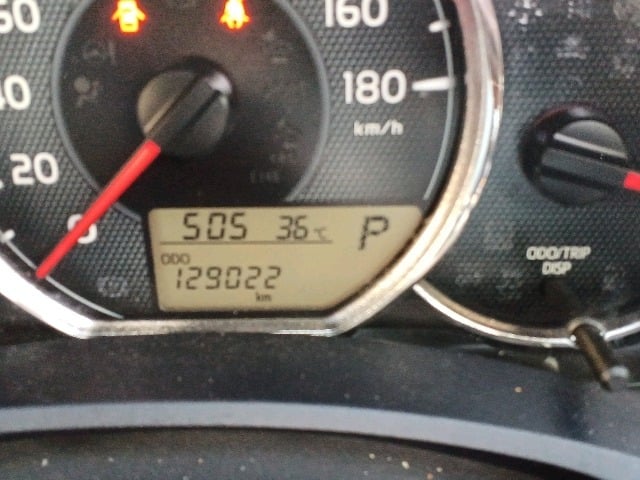 60
160
40
180
km/h
20
0
505 36℃ P
ODO
129022
km
ODO/TRIP
DISP